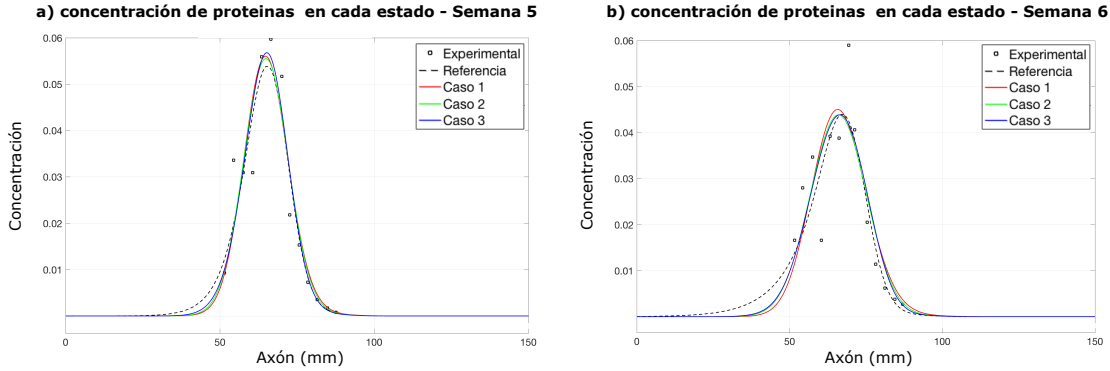 a) concentración de proteinas en cada estado - Semana 5
0.06
0.05
0.04
0.03
0.02
0.01
0
50
100
150
Concentración
Axón (mm)
Experimental
Referencia
Caso 1
Caso 2
Caso 3
b) concentración de proteinas en cada estado - Semana 6
0.06
0.05
0.04
0.03
0.02
0.01
0
50
100
150
Concentración
Axón (mm)
Experimental
Referencia
Caso 1
Caso 2
Caso 3